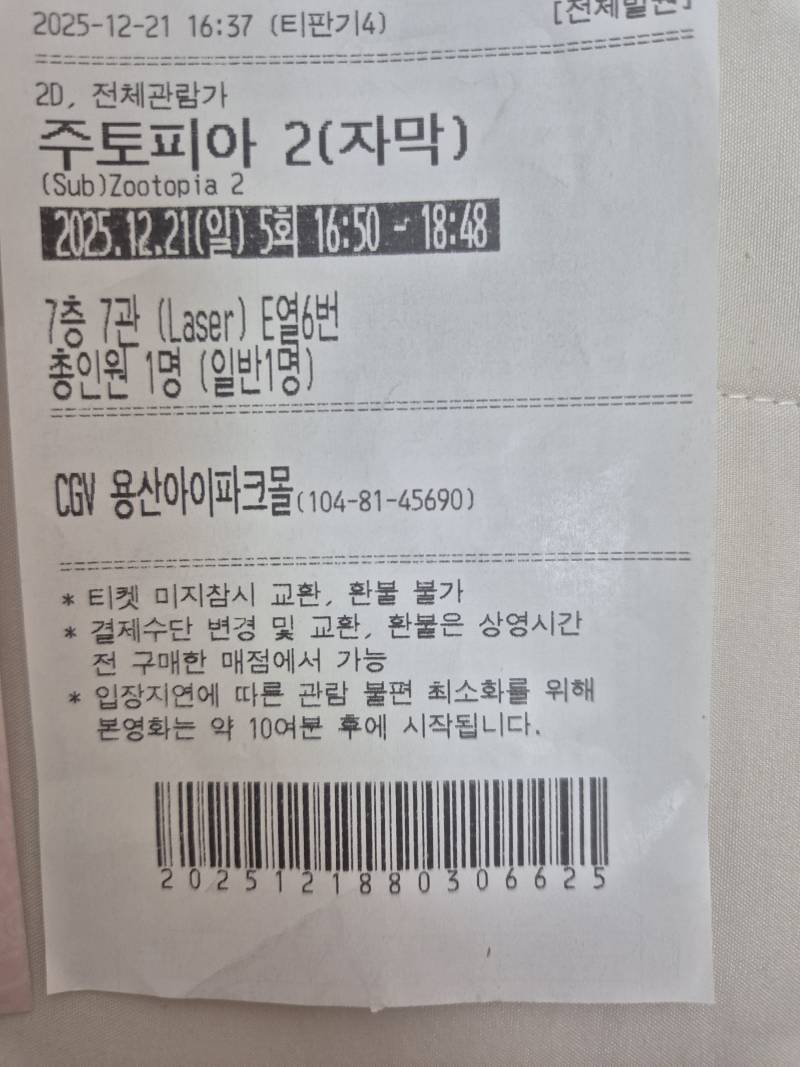 2025-12-21 16:37 (티판기4) [전체발권]
2D, 전체관람가
주토피아 2(자막)
(Sub)Zootopia 2
2025.12.21(일) 5회 16:50 - 18:48
7층 7관 (Laser) E열6번
총인원 1명 (일반1명)
CGV 용산아이파크몰(104-81-45690)
* 티켓 미지참시 교환, 환불 불가
* 결제수단 변경 및 교환, 환불은 상영시간
전 구매한 매점에서 가능
* 입장지연에 따른 관람 불편 최소화를 위해
본영화는 약 10여분 후에 시작됩니다.
2025121880306625